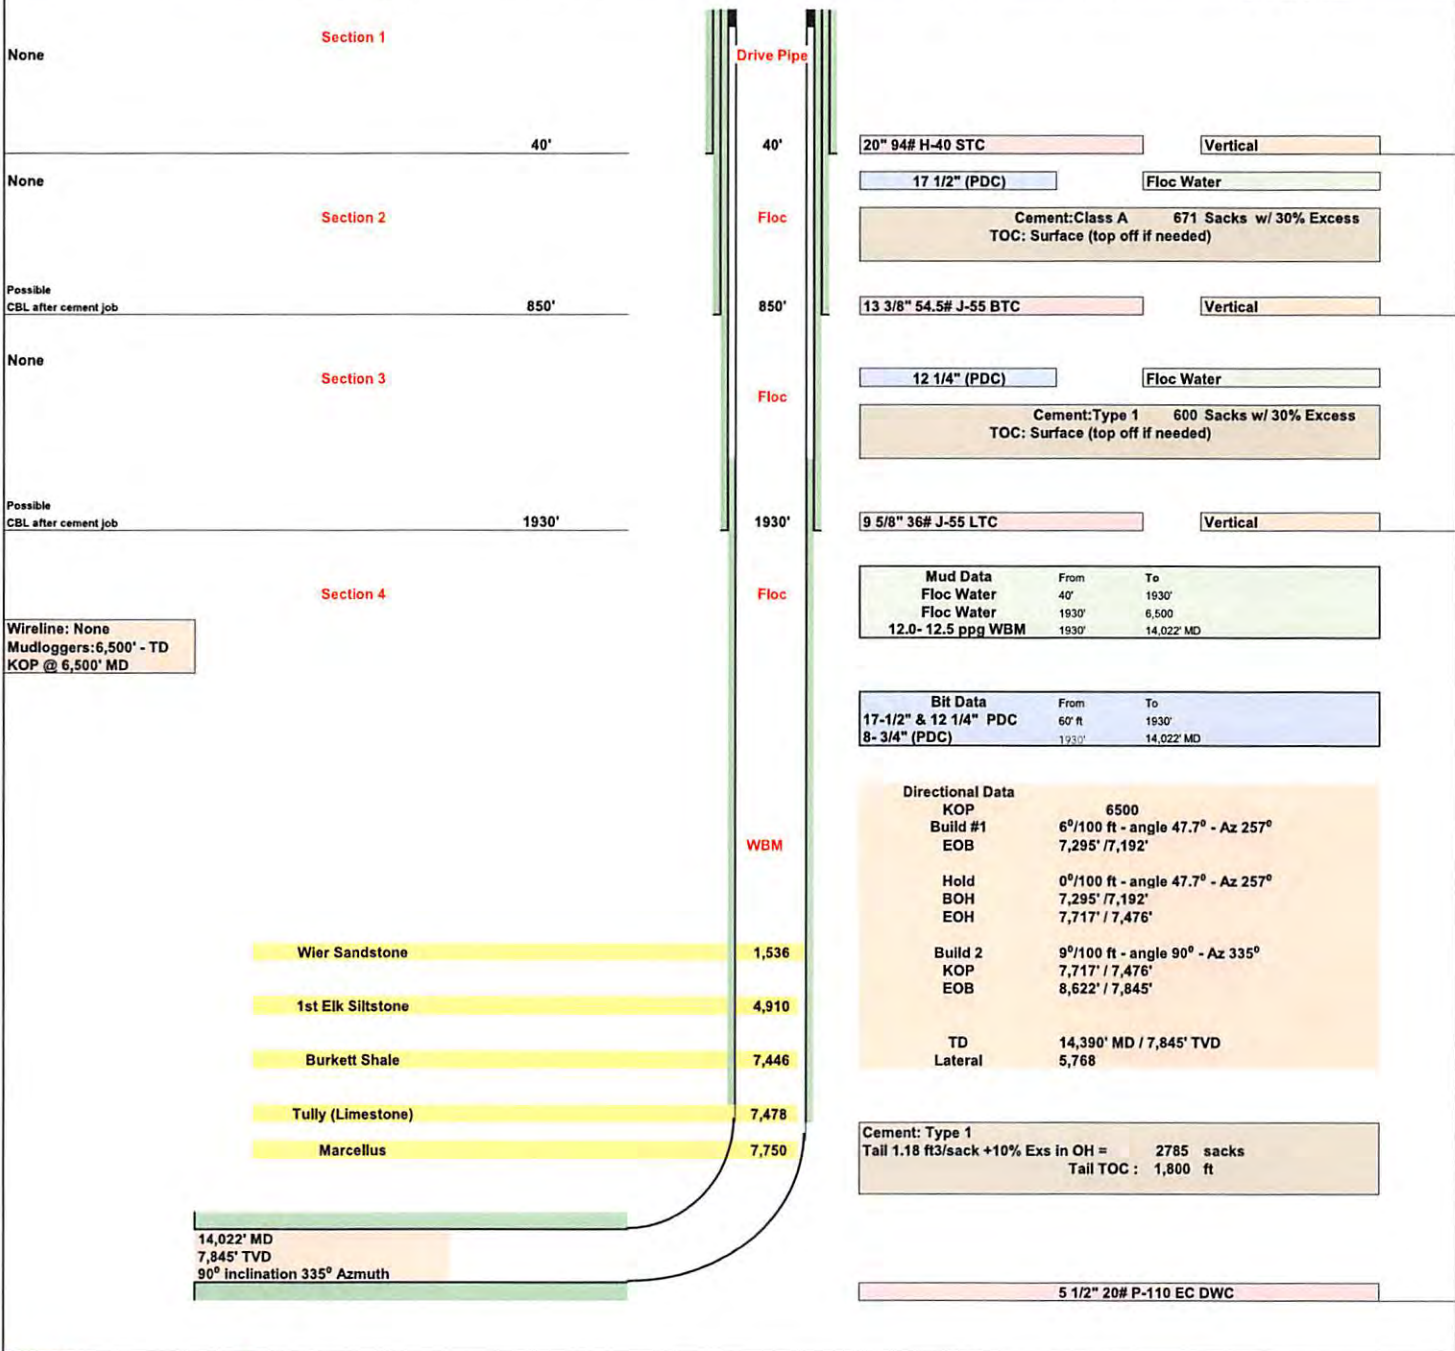 Section 1
None
Drive Pipe
40'
40'
20" 94# H-40 STC
Vertical
None
17 1/2" (PDC)
Floc Water
Section 2
Floc
Cement:Class A 671 Sacks w/ 30% Excess
TOC: Surface (top off if needed)
Possible
CBL after cement job
850'
850'
13 3/8" 54.5# J-55 BTC
Vertical
None
Section 3
Floc
12 1/4" (PDC)
Floc Water
Cement:Type 1 600 Sacks w/ 30% Excess
TOC: Surface (top off if needed)
Possible
CBL after cement job
1930'
1930'
9 5/8" 36# J-55 LTC
Vertical
Section 4
Floc
Mud Data From To
Floc Water 40' 1930'
Floc Water 1930' 6,500
12.0- 12.5 ppg WBM 1930' 14,022' MD
Wireline: None
Mudloggers:6,500' - TD
KOP @ 6,500' MD
Bit Data From To
17-1/2" & 12 1/4" PDC 60' ft 1930'
8- 3/4" (PDC) 1930' 14,022' MD
Directional Data
KOP 6500
Build #1 6⁰/100 ft - angle 47.7⁰ - Az 257⁰
EOB 7,295' /7,192'
WBM
Hold 0⁰/100 ft - angle 47.7⁰ - Az 257⁰
BOH 7,295' /7,192'
EOH 7,717' / 7,476'
Build 2 9⁰/100 ft - angle 90⁰ - Az 335⁰
KOP 7,717' / 7,476'
EOB 8,622' / 7,845'
TD 14,390' MD / 7,845' TVD
Lateral 5,768
Wier Sandstone 1,536
1st Elk Siltstone 4,910
Burkett Shale 7,446
Tully (Limestone) 7,478
Marcellus 7,750
Cement: Type 1
Tail 1.18 ft3/sack +10% Exs in OH = 2785 sacks
Tail TOC : 1,800 ft
14,022' MD
7,845' TVD
90⁰ inclination 335⁰ Azmuth
5 1/2" 20# P-110 EC DWC